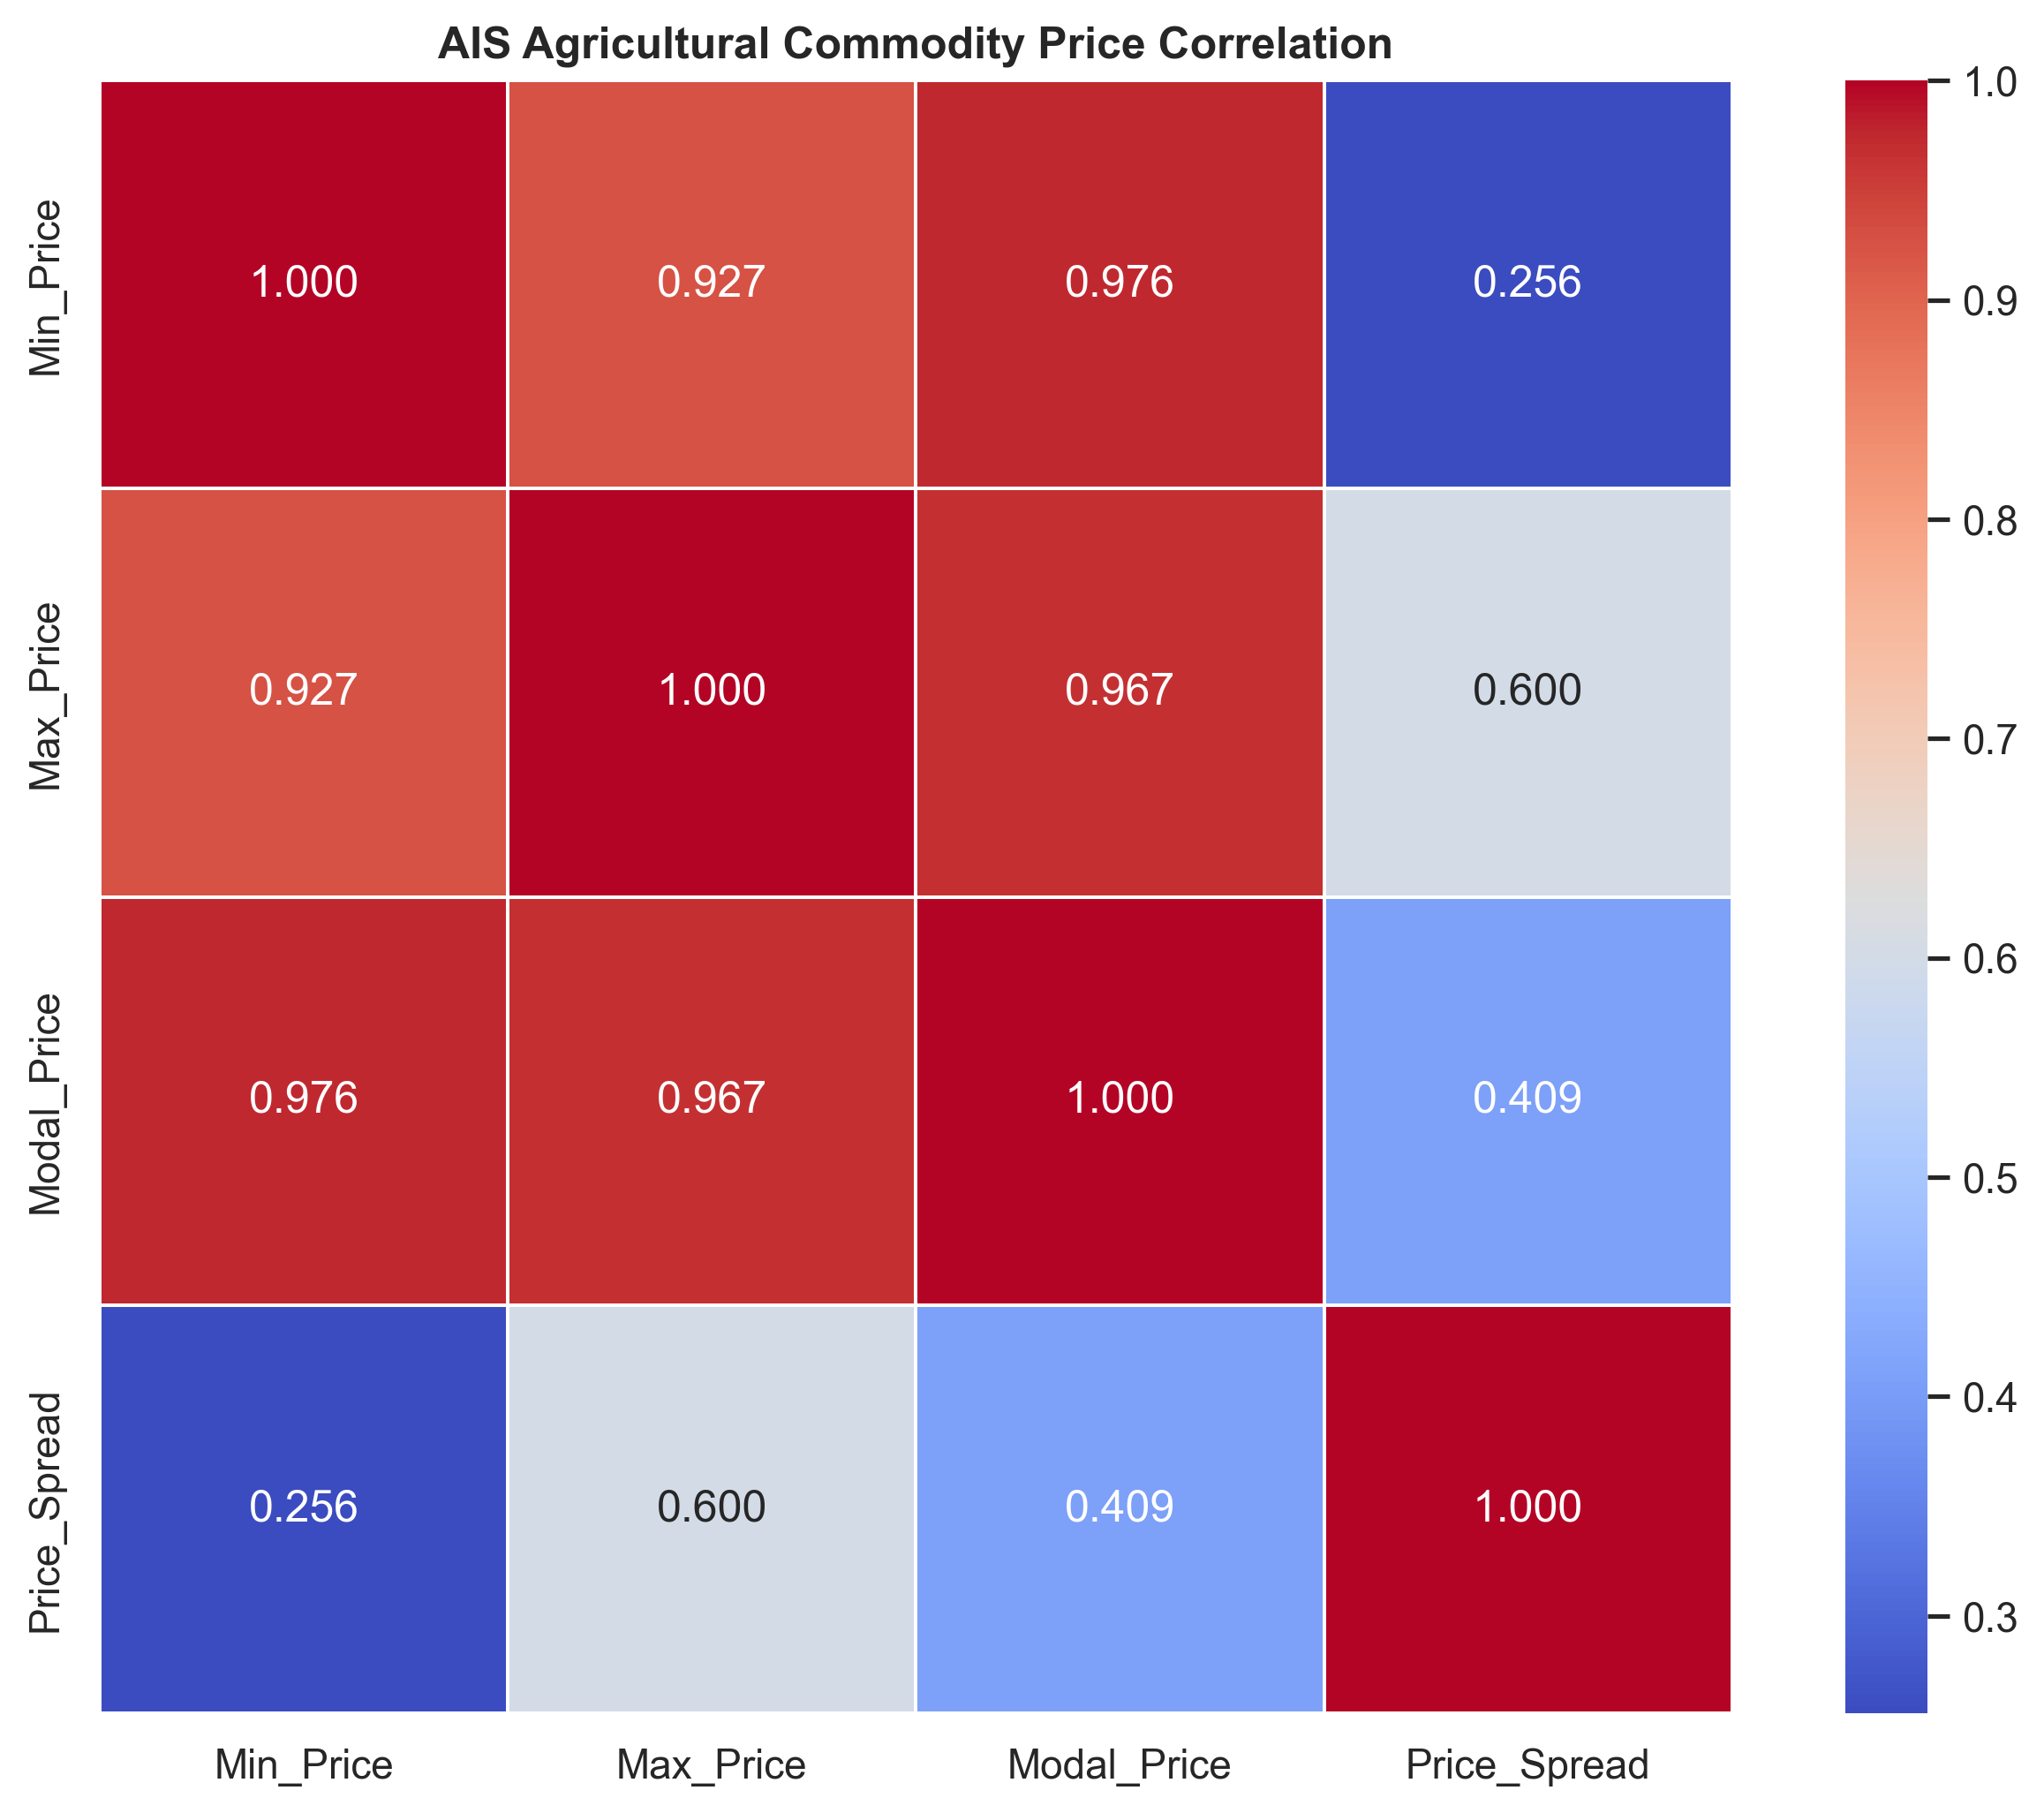 AIS Agricultural Commodity Price Correlation
Min_Price
1.000 0.927 0.976 0.256
Max_Price
0.927 1.000 0.967 0.600
Modal_Price
0.976 0.967 1.000 0.409
Price_Spread
0.256 0.600 0.409 1.000
Min_Price Max_Price Modal_Price Price_Spread
1.0
0.9
0.8
0.7
0.6
0.5
0.4
0.3